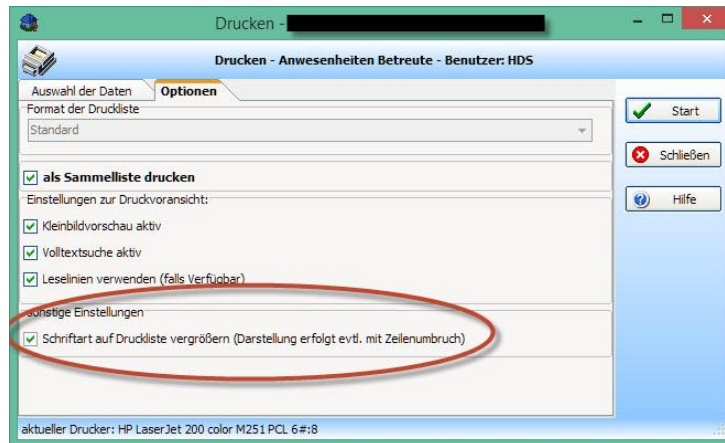 Drucken -
Drucken - Anwesenheiten Betreute - Benutzer: HDS
Auswahl der Daten Optionen
Format der Druckliste
Standard
Start
Schließen
Hilfe
als Sammelliste drucken
Einstellungen zur Druckvoransicht:
Kleinbildvorschau aktiv
Volltextsuche aktiv
Leselinien verwenden (falls Verfügbar)
Sonstige Einstellungen
Schriftart auf Druckliste vergrößern (Darstellung erfolgt evtl. mit Zeilenumbruch)
aktueller Drucker: HP LaserJet 200 color M251 PCL 6#:8